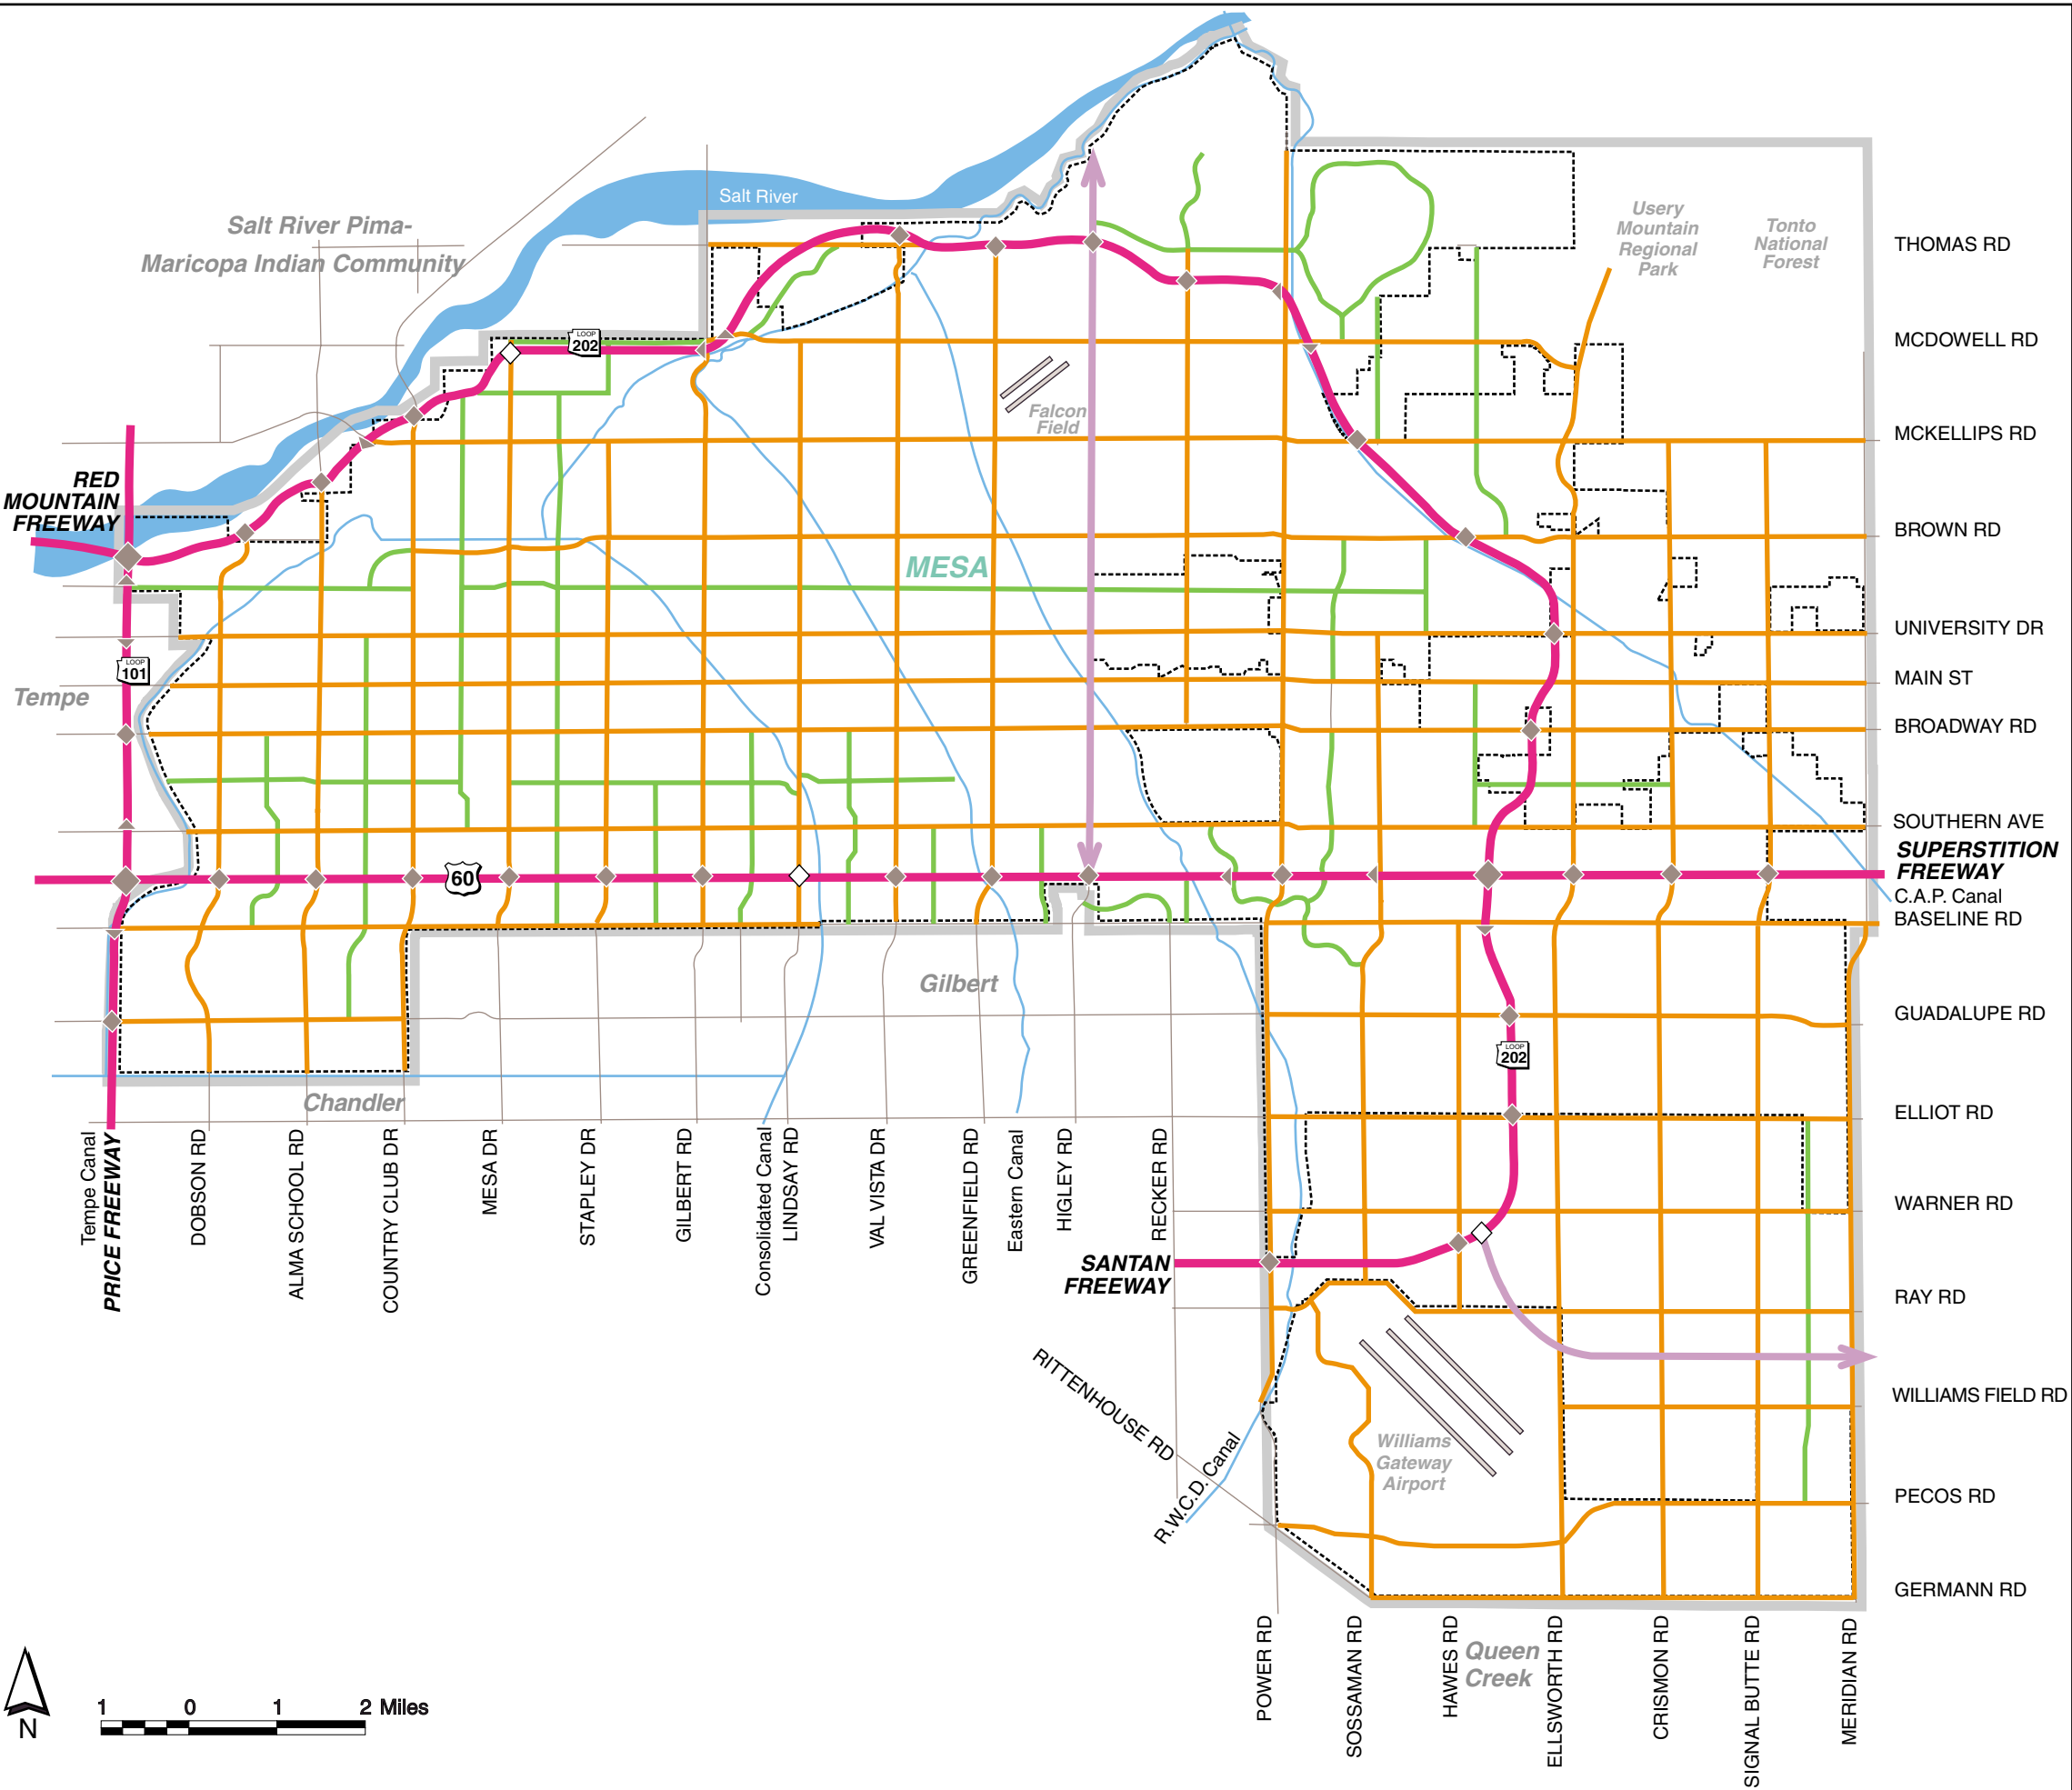 Salt River
Salt River Pima-
Maricopa Indian Community
Usery
Mountain
Regional
Park
Tonto
National
Forest
THOMAS RD
LOOP
202
MCDOWELL RD
Falcon
Field
MCKELLIPS RD
RED
MOUNTAIN
FREEWAY
BROWN RD
MESA
UNIVERSITY DR
LOOP
101
Tempe
MAIN ST
BROADWAY RD
SOUTHERN AVE
SUPERSTITION
FREEWAY
60
C.A.P. Canal
BASELINE RD
Gilbert
GUADALUPE RD
LOOP
202
Chandler
ELLIOT RD
Tempe Canal
PRICE FREEWAY
DOBSON RD
ALMA SCHOOL RD
COUNTRY CLUB DR
MESA DR
STAPLEY DR
GILBERT RD
Consolidated Canal
LINDSAY RD
VAL VISTA DR
GREENFIELD RD
Eastern Canal
HIGLEY RD
RECKER RD
WARNER RD
SANTAN
FREEWAY
RAY RD
RITTENHOUSE RD
WILLIAMS FIELD RD
R.W.C.D. Canal
Williams
Gateway
Airport
PECOS RD
GERMANN RD
POWER RD
SOSSAMAN RD
HAWES RD
Queen
Creek
ELLSWORTH RD
CRISMON RD
SIGNAL BUTTE RD
MERIDIAN RD
N
1 0 1 2 Miles